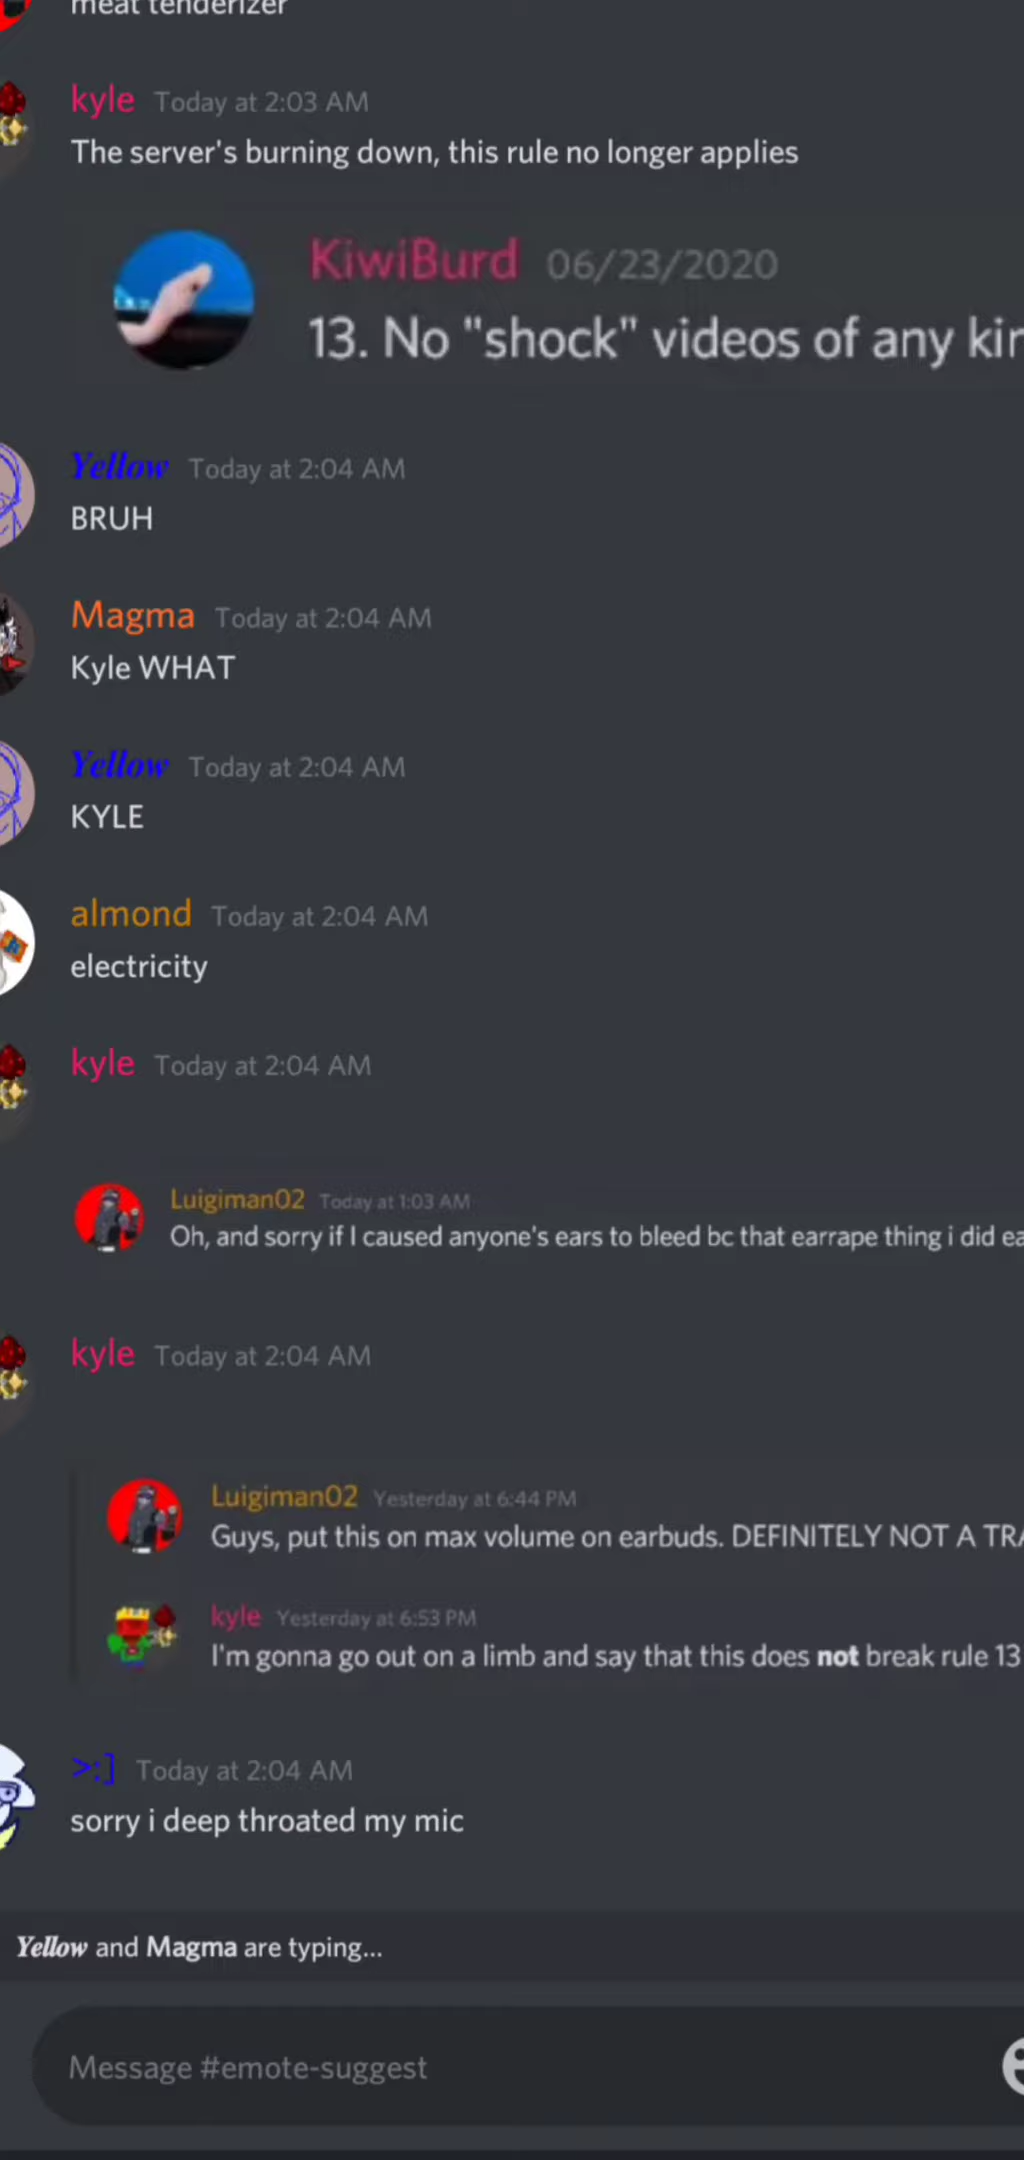 meat tenderizer
kyle Today at 2:03 AM
The server's burning down, this rule no longer applies
KiwiBurd 06/23/2020
13. No "shock" videos of any
Yellow Today at 2:04 AM
BRUH
Magma Today at 2:04 AM
Kyle WHAT
Yellow Today at 2:04 AM
KYLE
almond Today at 2:04 AM
electricity
kyle Today at 2:04 AM
Luigiman02 Today at 1:03 AM
Oh, and sorry if I caused anyone's ears to bleed bc that earrape thing i did
kyle Today at 2:04 AM
Luigiman02 Yesterday at 6:44 PM
Guys, put this on max volume on earbuds. DEFINITELY NOT A
kyle Yesterday at 6:53 PM
I'm gonna go out on a limb and say that this does not break rule 13
>:] Today at 2:04 AM
sorry i deep throated my mic
Yellow and Magma are typing...
Message #emote-suggest